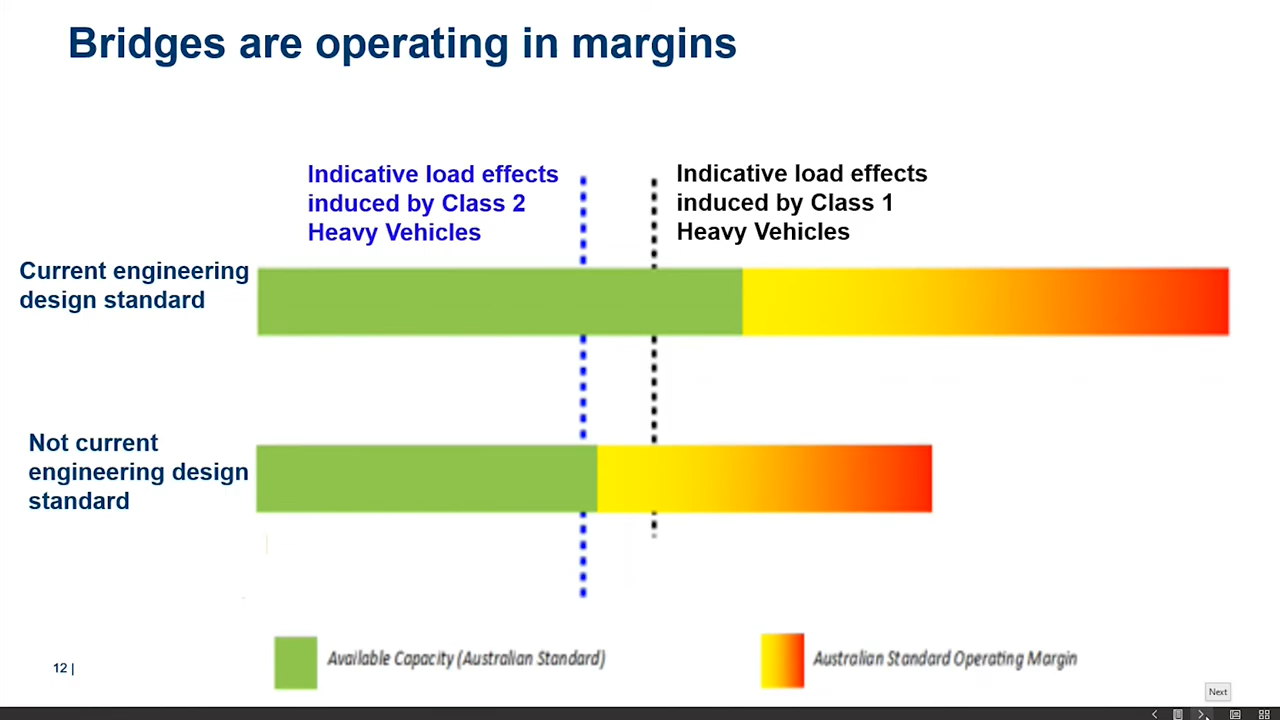 Bridges are operating in margins
Indicative load effects
induced by Class 2
Heavy Vehicles
Indicative load effects
induced by Class 1
Heavy Vehicles
Current engineering
design standard
Not current
engineering design
standard
Available Capacity (Australian Standard)
Australian Standard Operating Margin
12 |
Next